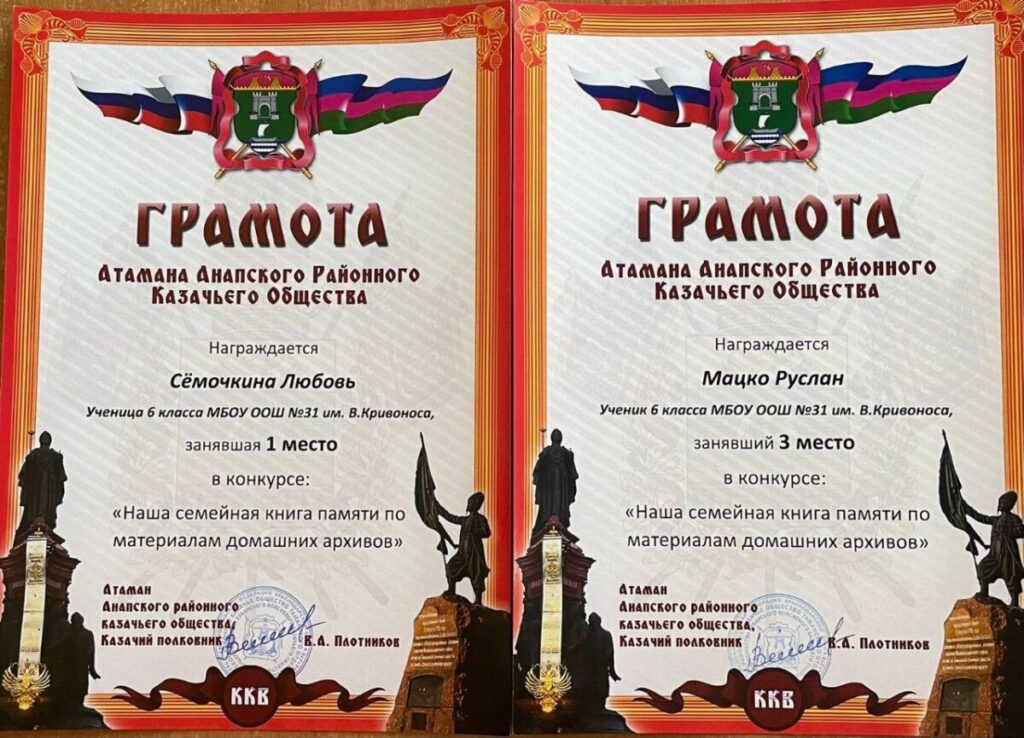 ГРАМОТА
Атамана Анапского Районного
Казачьего Общества
Награждается
Сёмочкина Любовь
Ученица 6 класса МБОУ ООШ №31 им. В.Кривоноса,
занявшая 1 место
в конкурсе:
«Наша семейная книга памяти по
материалам домашних архивов»
Атаман
Анапского районного
казачьего общества,
Казачий полковник В.А. Плотников
ККВ
ГРАМОТА
Атамана Анапского Районного
Казачьего Общества
Награждается
Мацко Руслан
Ученик 6 класса МБОУ ООШ №31 им. В.Кривоноса,
занявший 3 место
в конкурсе:
«Наша семейная книга памяти по
материалам домашних архивов»
Атаман
Анапского районного
казачьего общества,
Казачий полковник В.А. Плотников
ККВ